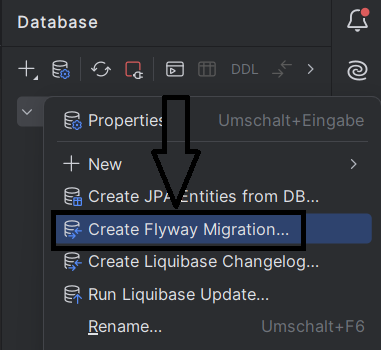 Database
DDL
Properties Umschalt+Eingabe
New
Create JPA Entities from DB...
Create Flyway Migration...
Create Liquibase Changelog...
Run Liquibase Update...
Rename... Umschalt+F6